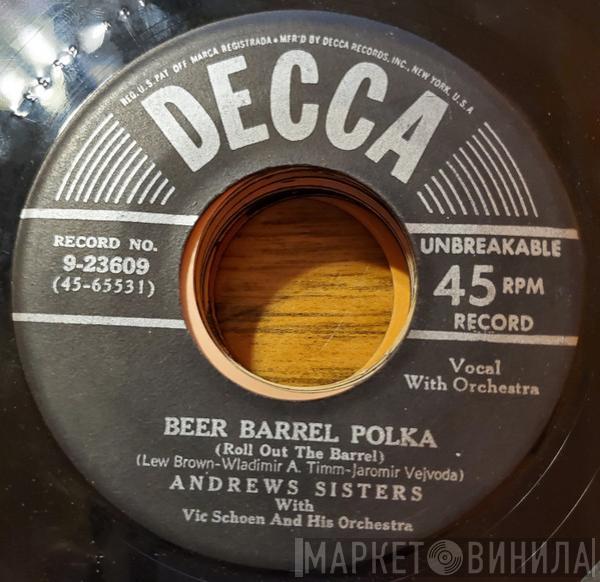 REG. U.S. PAT. OFF. MARCA REGISTRADA • MF'R'D BY DECCA RECORDS, INC., NEW YORK, U.S.A.
DECCA
RECORD NO.
9-23609
(45-65531)
UNBREAKABLE
45 RPM
RECORD
Vocal
With Orchestra
BEER BARREL POLKA
(Roll Out The Barrel)
(Lew Brown-Wladimir A. Timm-Jaromir Vejvoda)
ANDREWS SISTERS
With
Vic Schoen And His Orchestra
МАРКЕТ ВИНИЛА